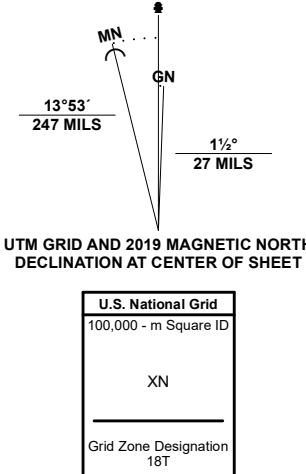 MN
GN
13°53´
247 MILS
1½°
27 MILS
UTM GRID AND 2019 MAGNETIC NORTH
DECLINATION AT CENTER OF SHEET
U.S. National Grid
100,000 - m Square ID
XN
Grid Zone Designation
18T